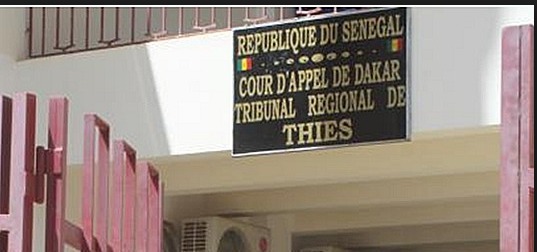 REPUBLIQUE DU SENEGAL
COUR D'APPEL DE DAKAR
TRIBUNAL REGIONAL DE
THIES